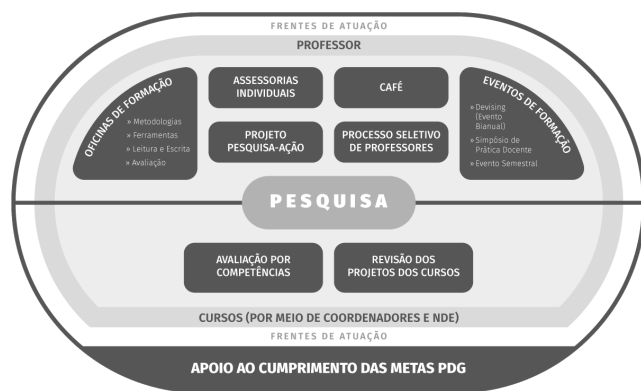 FRENTES DE ATUAÇÃO
PROFESSOR
OFICINAS DE FORMAÇÃO
» Metodologias
» Ferramentas
» Leitura e Escrita
» Avaliação
ASSESSORIAS
INDIVIDUAIS
CAFÉ
PROJETO
PESQUISA-AÇÃO
PROCESSO SELETIVO
DE PROFESSORES
EVENTOS DE FORMAÇÃO
» Devising
(Evento
Bianual)
» Simpósio de
Prática Docente
» Evento Semestral
PESQUISA
AVALIAÇÃO POR
COMPETÊNCIAS
REVISÃO DOS
PROJETOS DOS CURSOS
CURSOS (POR MEIO DE COORDENADORES E NDE)
FRENTES DE ATUAÇÃO
APOIO AO CUMPRIMENTO DAS METAS PDG